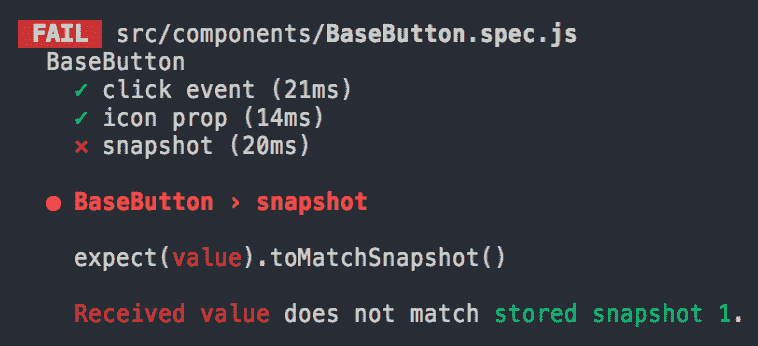 FAIL src/components/BaseButton.spec.js
BaseButton
✓ click event (21ms)
✓ icon prop (14ms)
✕ snapshot (20ms)
● BaseButton › snapshot
expect(value).toMatchSnapshot()
Received value does not match stored snapshot 1.